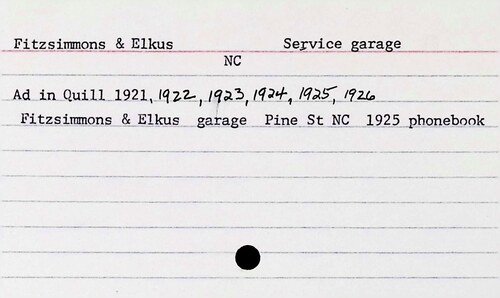 Fitzsimmons & Elkus Service garage
NC
Ad in Quill 1921, 1922, 1923, 1924, 1925, 1926
Fitzsimmons & Elkus garage Pine St NC 1925 phonebook